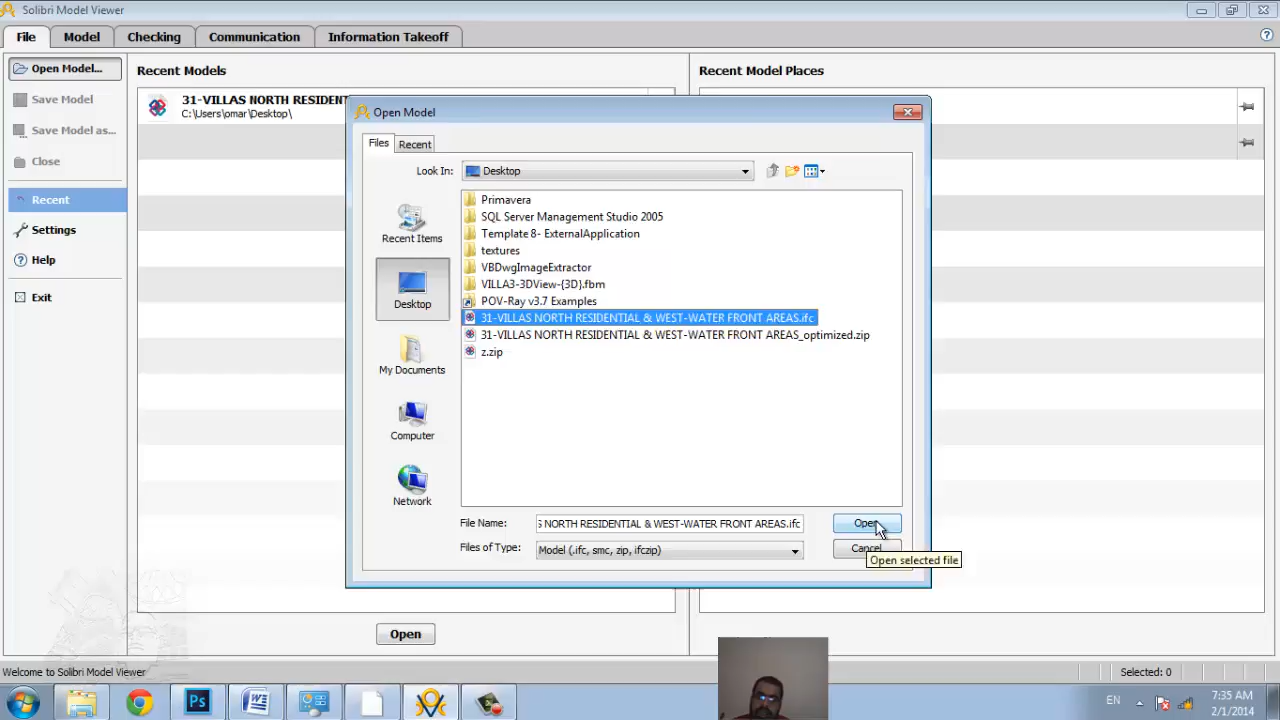 Solibri Model Viewer
File
Model
Checking
Communication
Information Takeoff
Open Model...
Save Model
Save Model as...
Close
Recent
Settings
Help
Exit
Recent Models
31-VILLAS NORTH RESIDENT
C:\Users\omar\Desktop\
Recent Model Places
Open Model
Files
Recent
Look In:
Desktop
Recent Items
Desktop
My Documents
Computer
Network
Primavera
SQL Server Management Studio 2005
Template 8- ExternalApplication
textures
VBDwgImageExtractor
VILLA3-3DView-{3D}.fbm
POV-Ray v3.7 Examples
31-VILLAS NORTH RESIDENTIAL & WEST-WATER FRONT AREAS.ifc
31-VILLAS NORTH RESIDENTIAL & WEST-WATER FRONT AREAS_optimized.zip
z.zip
File Name:
S NORTH RESIDENTIAL & WEST-WATER FRONT AREAS.ifc
Open
Files of Type:
Model (.ifc, smc, zip, ifczip)
Cancel
Open selected file
Open
Welcome to Solibri Model Viewer
Selected: 0
Ps
W
EN
7:35 AM
2/1/2014